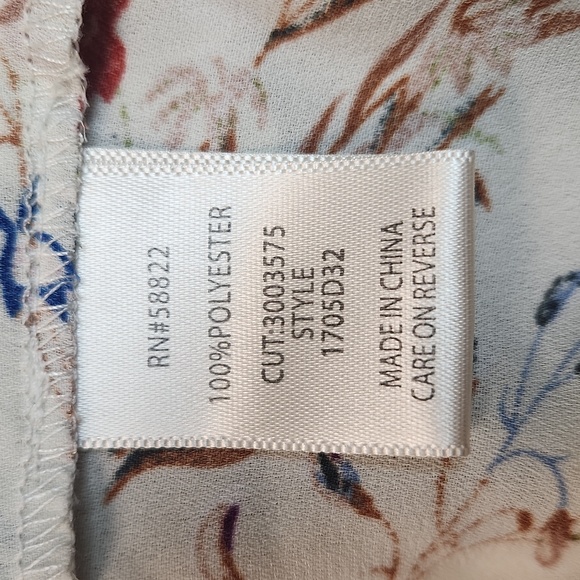 RN#58822
100%POLYESTER
CUT:3003575
STYLE
1705D32
MADE IN CHINA
CARE ON REVERSE